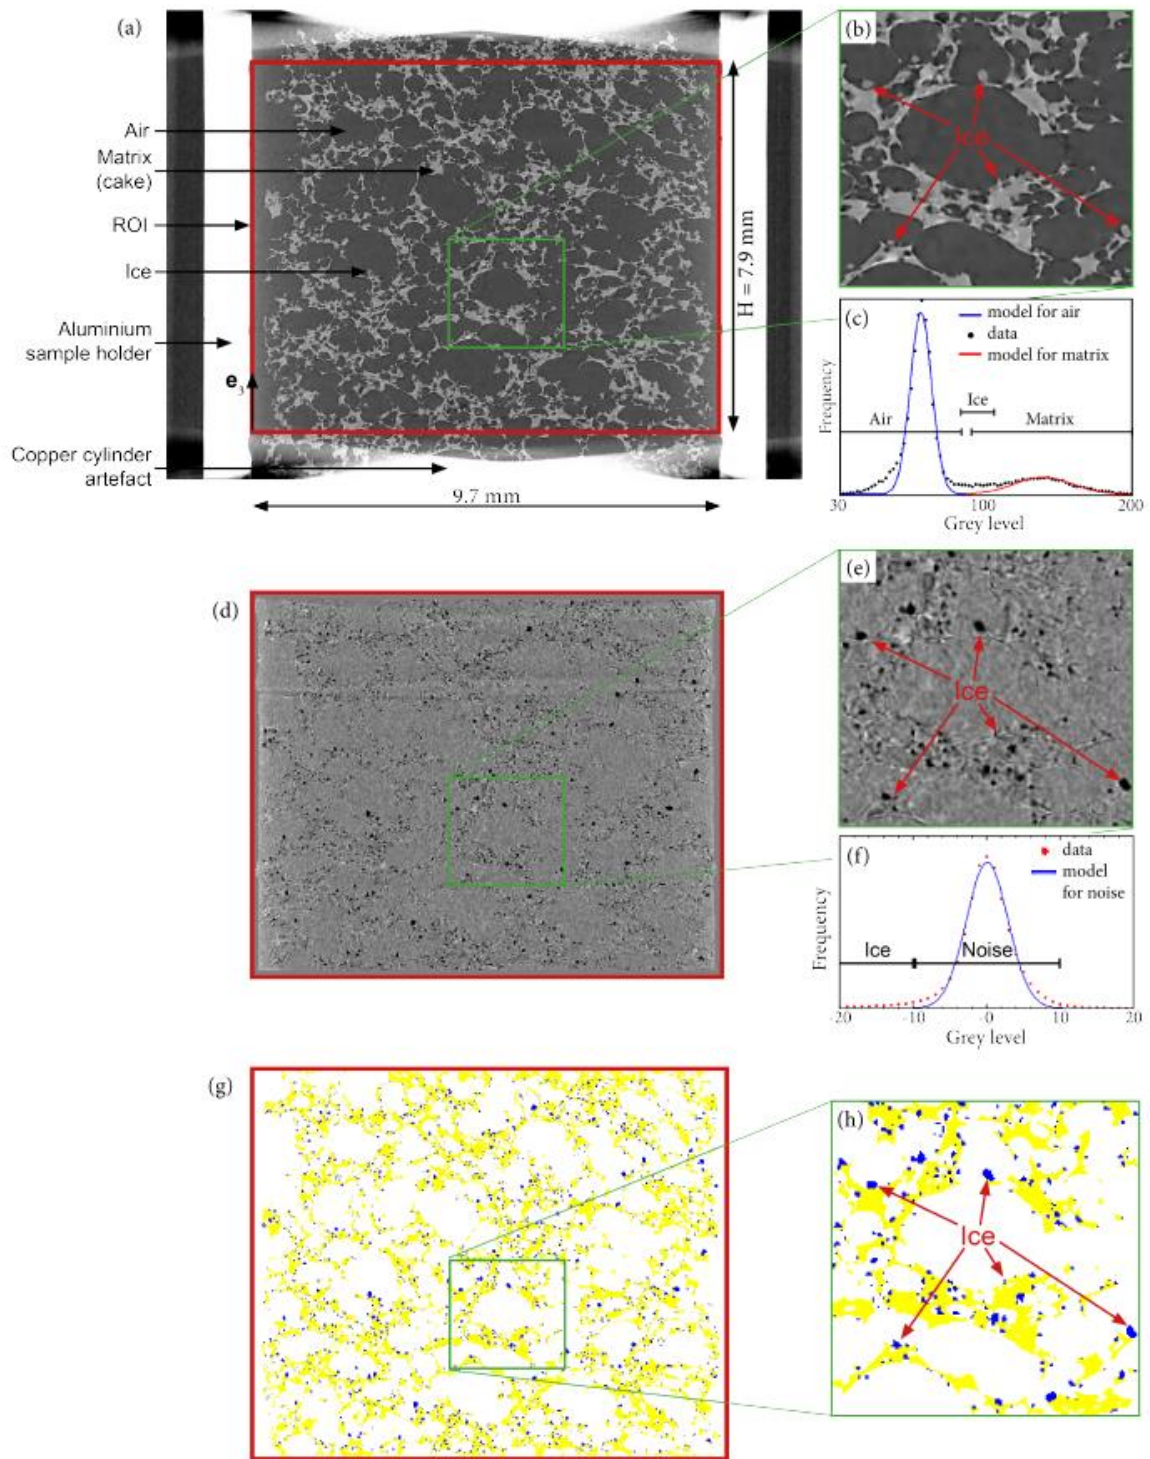 (a)
Air
Matrix
(cake)
ROI
Ice
Aluminium
sample holder
e3
Copper cylinder
artefact
H = 7.9 mm
9.7 mm
(b)
Ice
(c)
model for air
data
model for matrix
Ice
Air
Matrix
Frequency
30
100
200
Grey level
(d)
(e)
Ice
(f)
data
model
for noise
Ice
Noise
Frequency
-20
-10
-0
10
20
Grey level
(g)
(h)
Ice